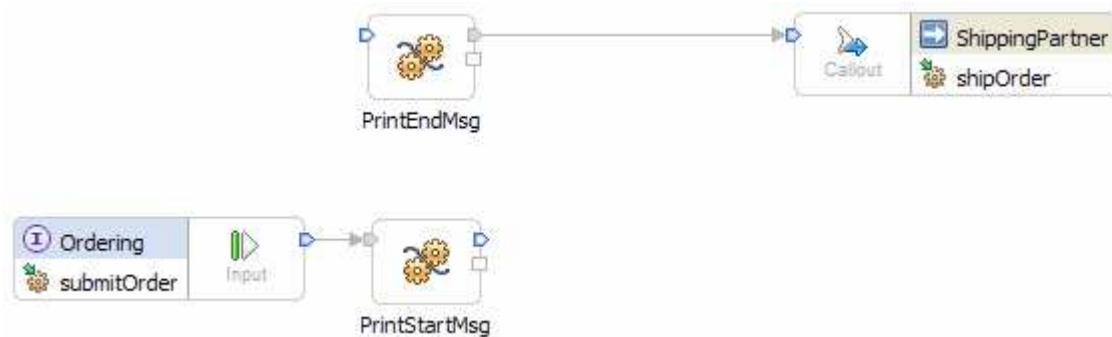 ShippingPartner
Callout
shipOrder
PrintEndMsg
I
Ordering
Input
submitOrder
PrintStartMsg